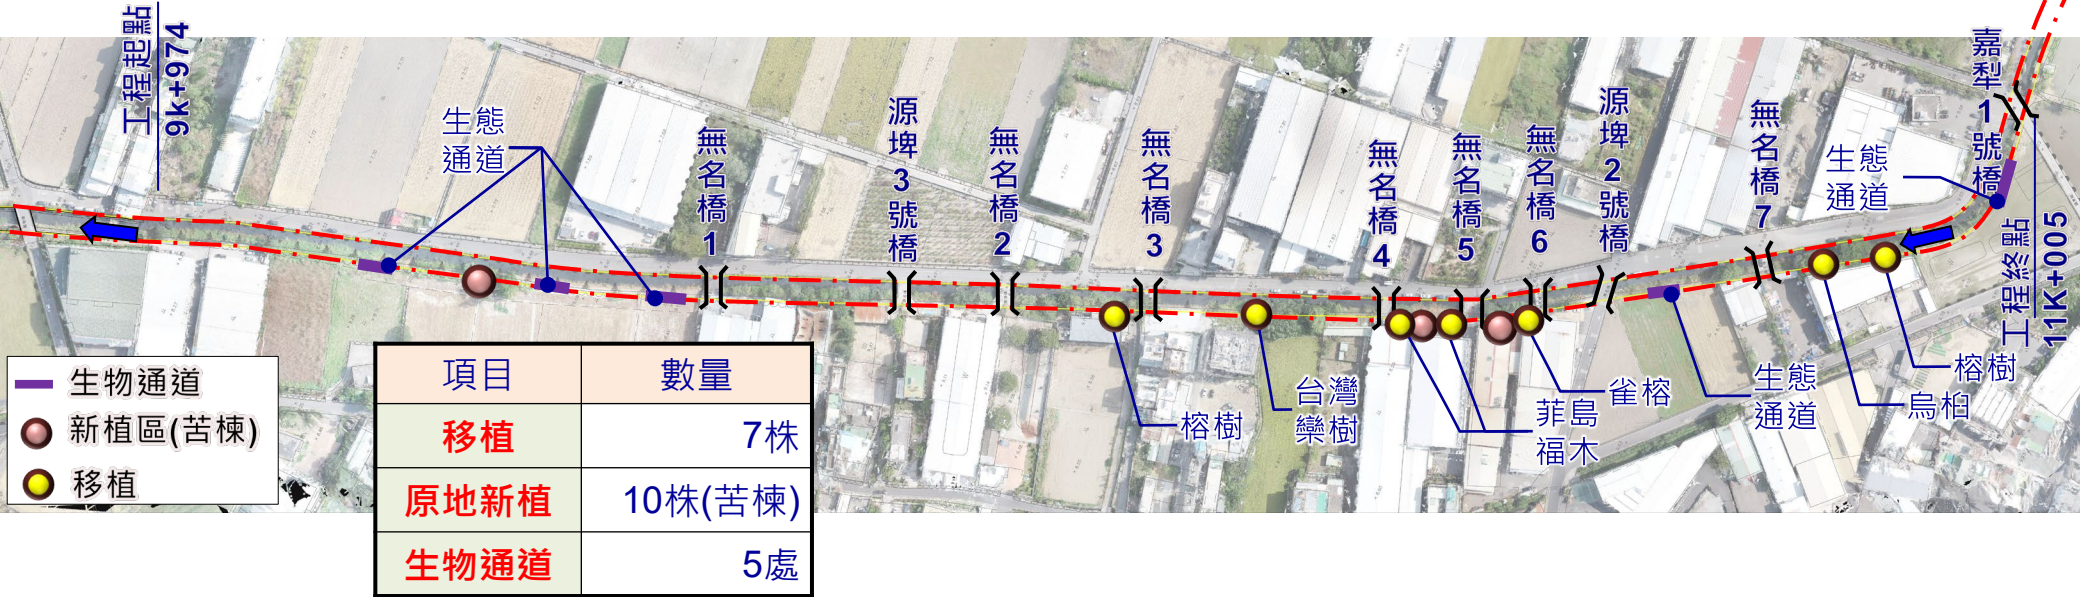 工程起點
9k+974
生態
通道
無名橋1
源埤3號橋
無名橋2
無名橋3
無名橋4
無名橋5
無名橋6
源埤2號橋
無名橋7
生態
通道
嘉犁1號橋
工程終點
11K+005
榕樹
台灣
欒樹
菲島
福木
雀榕
生態
通道
烏桕
榕樹
生物通道
新植區(苦楝)
移植
項目 數量
移植 7株
原地新植 10株(苦楝)
生物通道 5處